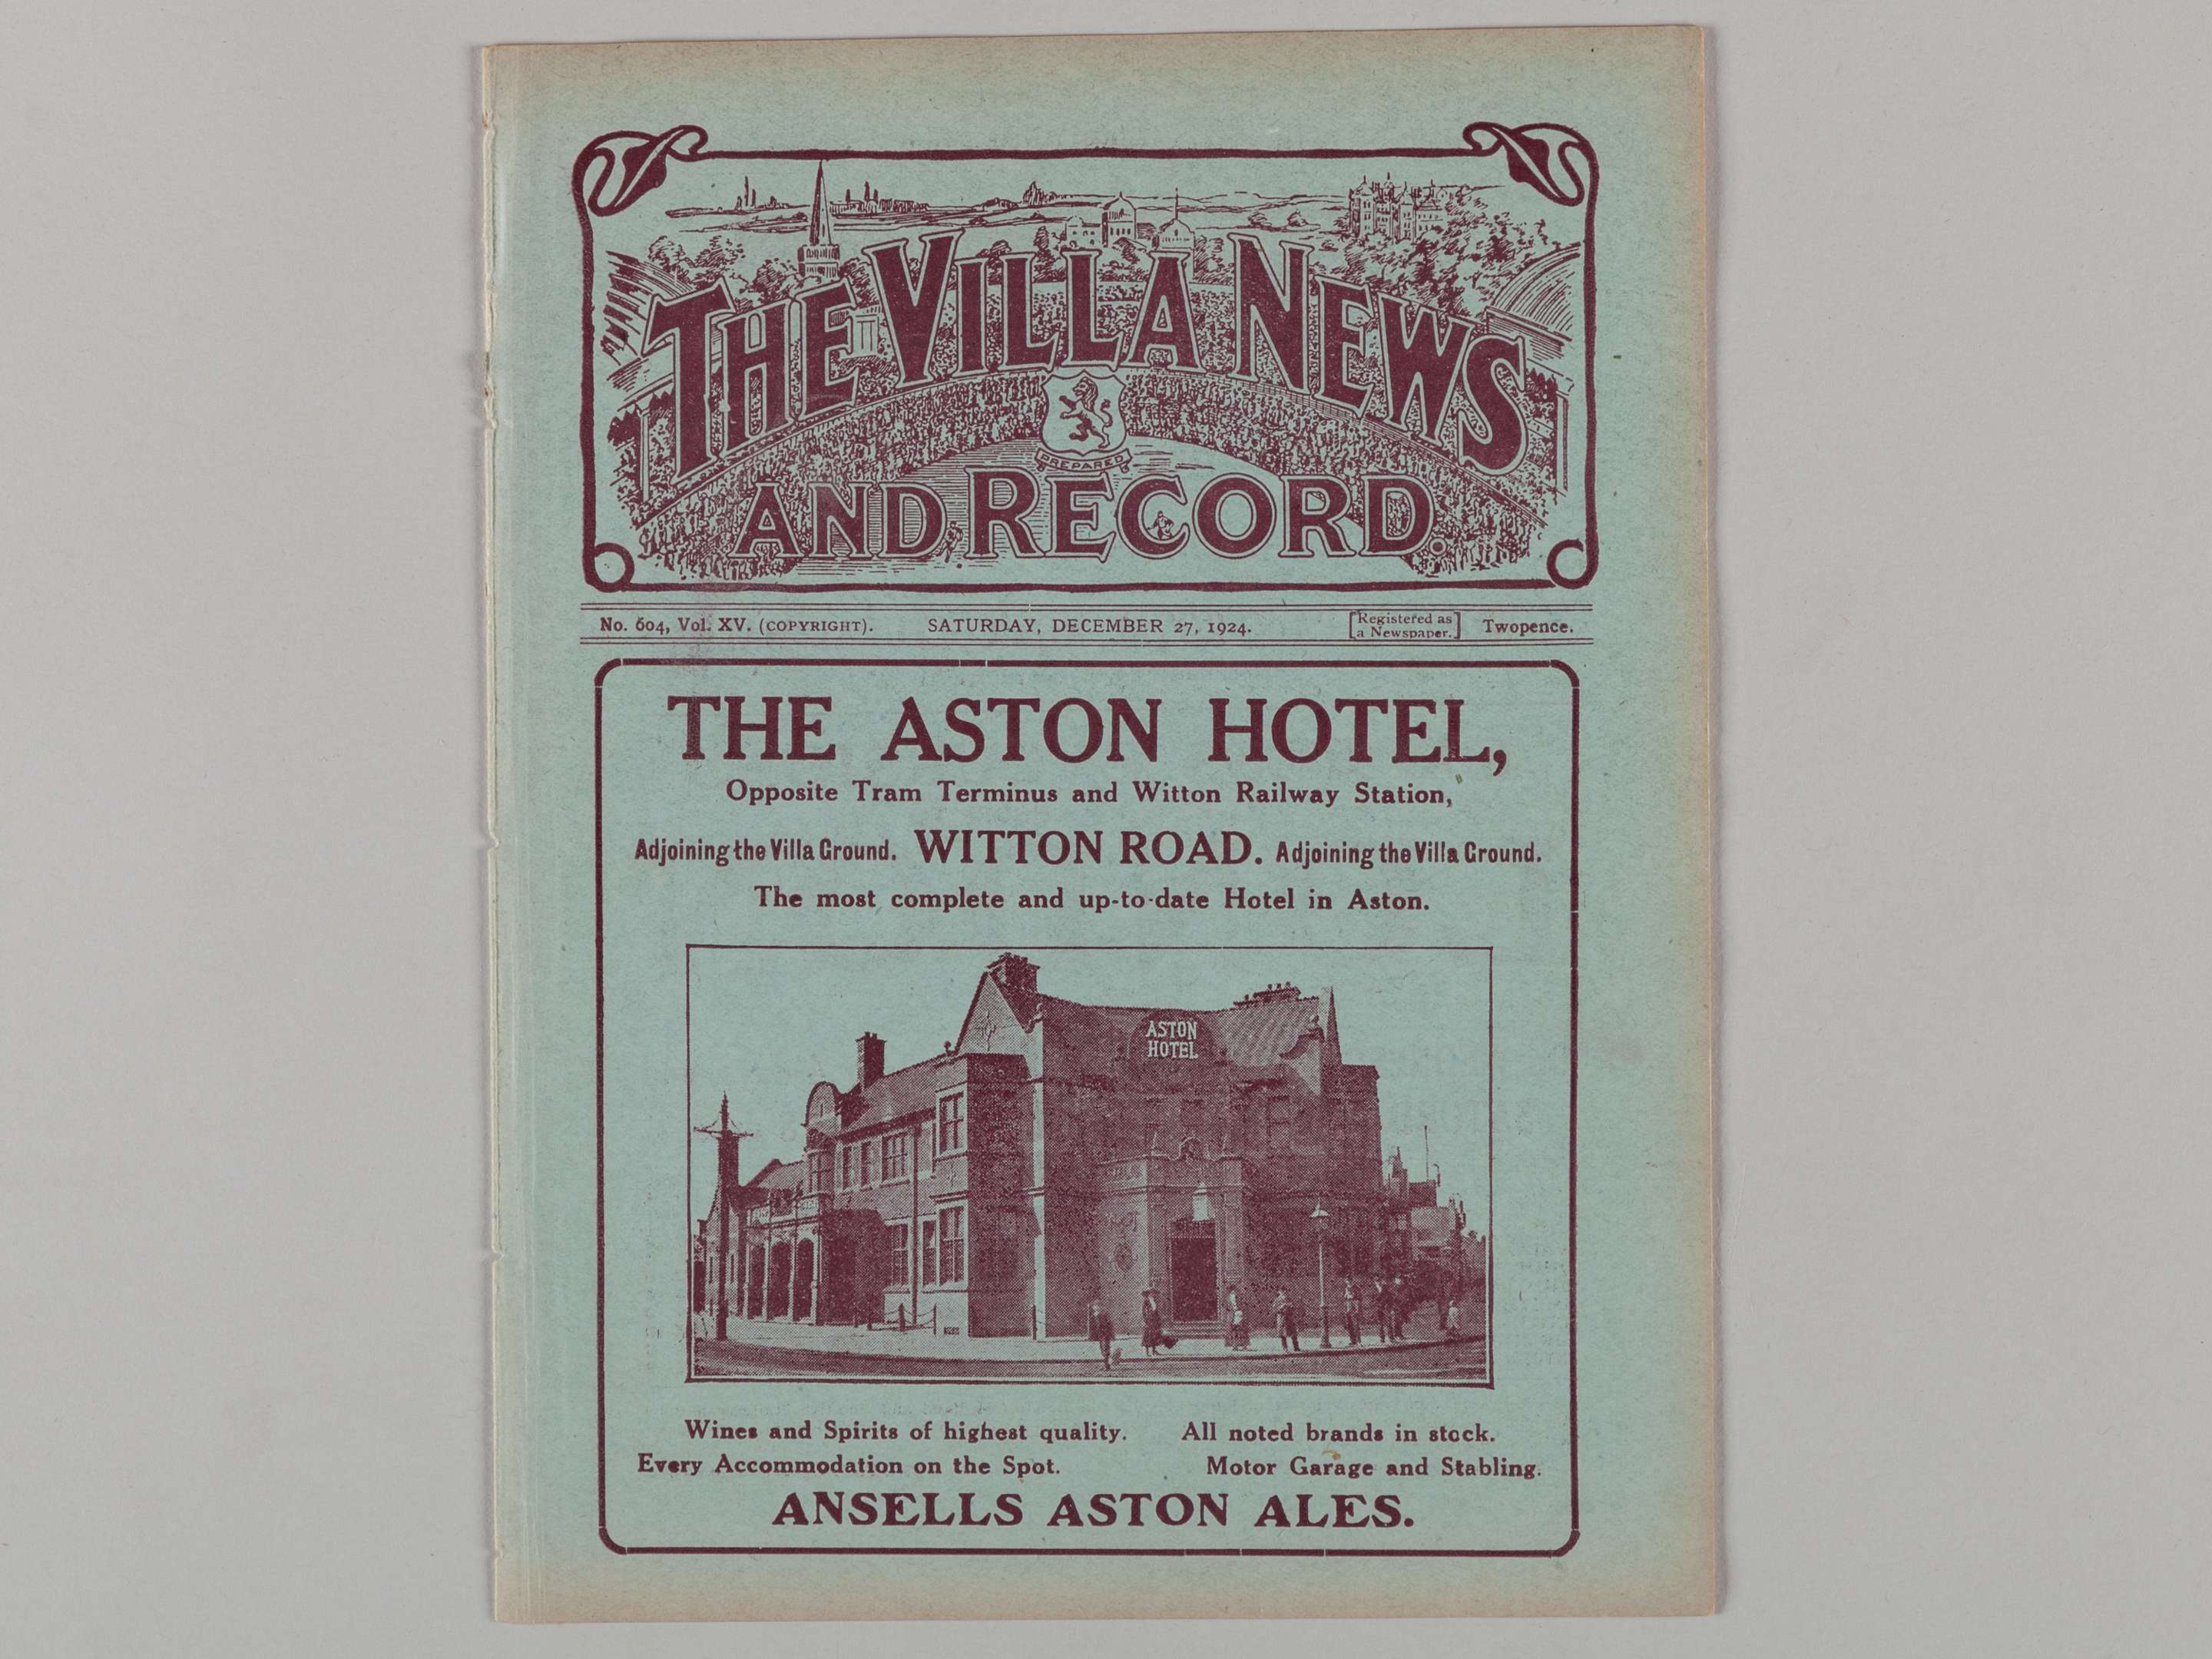 THE VILLA NEWS
PREPARED
AND RECORD.
No. 604, Vol. XV. (COPYRIGHT). SATURDAY, DECEMBER 27, 1924. [Registered as a Newspaper.] Twopence.
THE ASTON HOTEL,
Opposite Tram Terminus and Witton Railway Station,
Adjoining the Villa Ground. WITTON ROAD. Adjoining the Villa Ground.
The most complete and up-to-date Hotel in Aston.
ASTON
HOTEL
Wines and Spirits of highest quality. All noted brands in stock.
Every Accommodation on the Spot. Motor Garage and Stabling.
ANSELLS ASTON ALES.